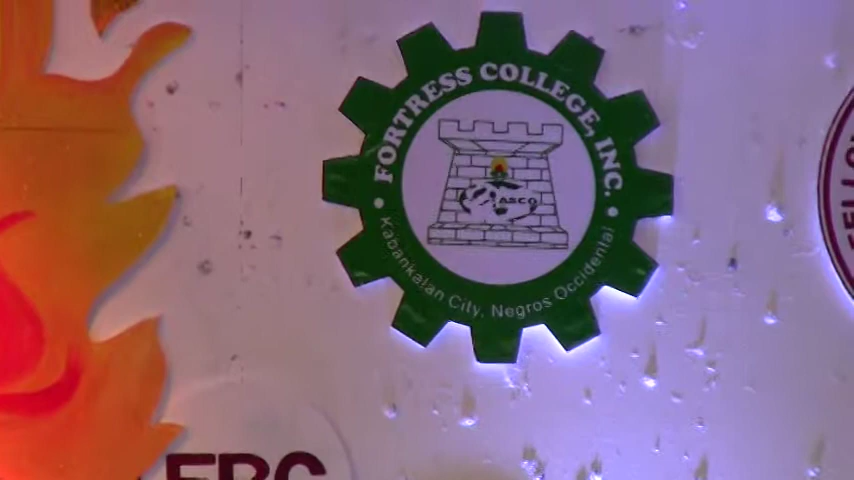 FORTRESS COLLEGE, INC.
ASCO
Kabankalan City, Negros Occidental